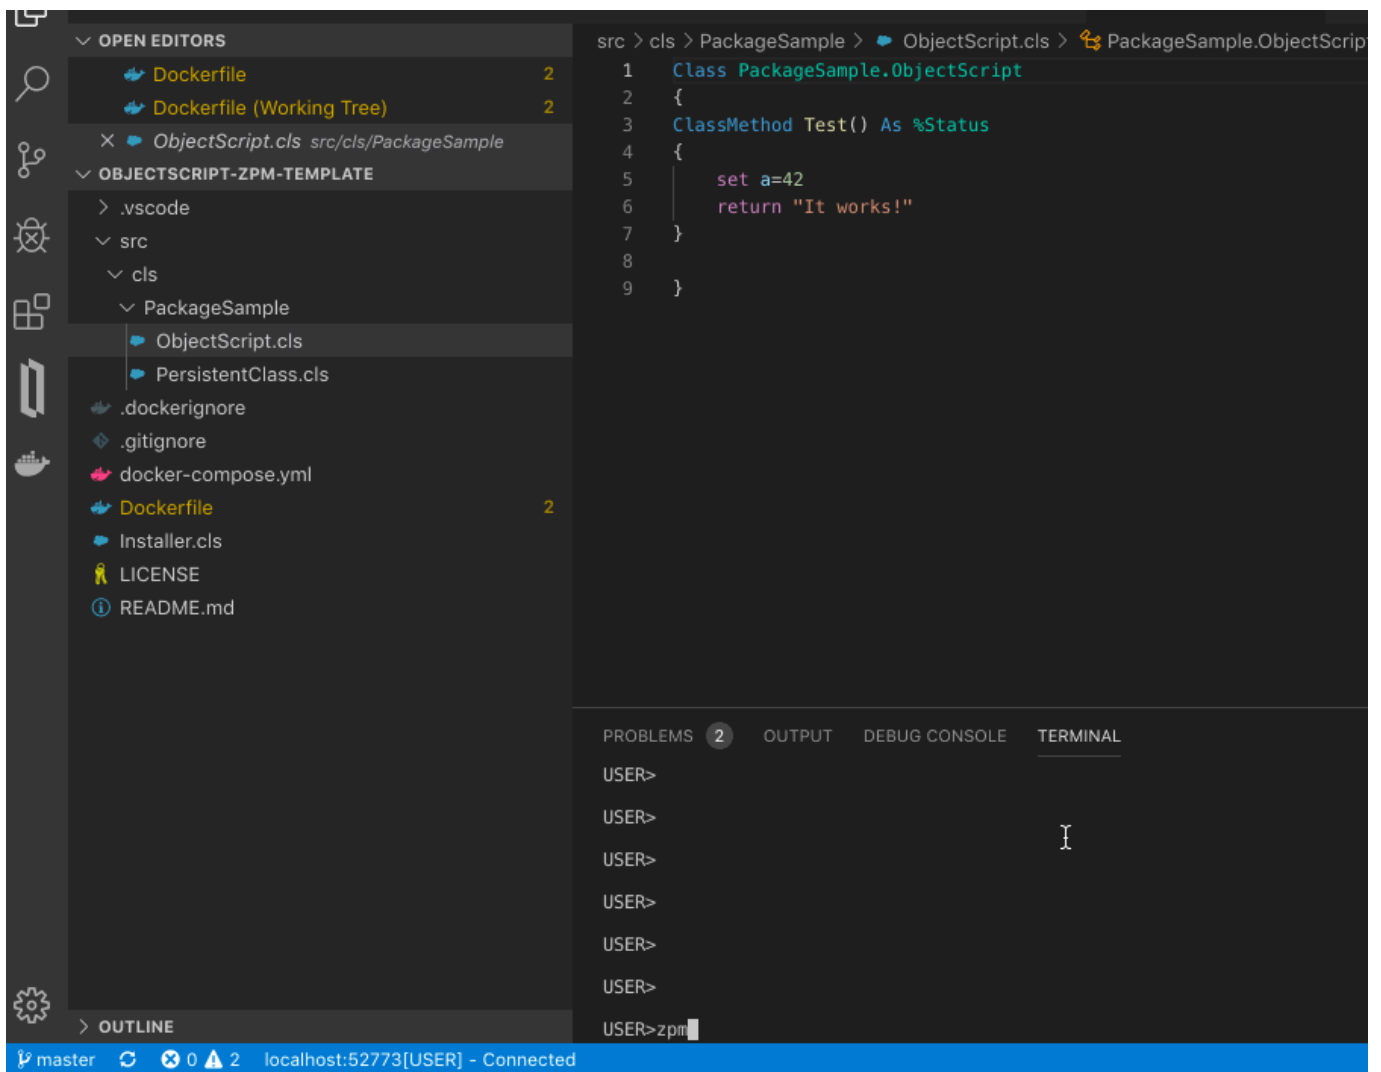 OPEN EDITORS
Dockerfile 2
Dockerfile (Working Tree) 2
ObjectScript.cls src/cls/PackageSample
OBJECTSCRIPT-ZPM-TEMPLATE
.vscode
src
cls
PackageSample
ObjectScript.cls
PersistentClass.cls
.dockerignore
.gitignore
docker-compose.yml
Dockerfile 2
Installer.cls
LICENSE
README.md
OUTLINE
src > cls > PackageSample > ObjectScript.cls > PackageSample.ObjectScrip
1 Class PackageSample.ObjectScript
2 {
3 ClassMethod Test() As %Status
4 {
5 set a=42
6 return "It works!"
7 }
8
9 }
PROBLEMS 2 OUTPUT DEBUG CONSOLE TERMINAL
USER>
USER>
USER>
USER>
USER>
USER>
USER>zpm
master 0 2 localhost:52773[USER] - Connected